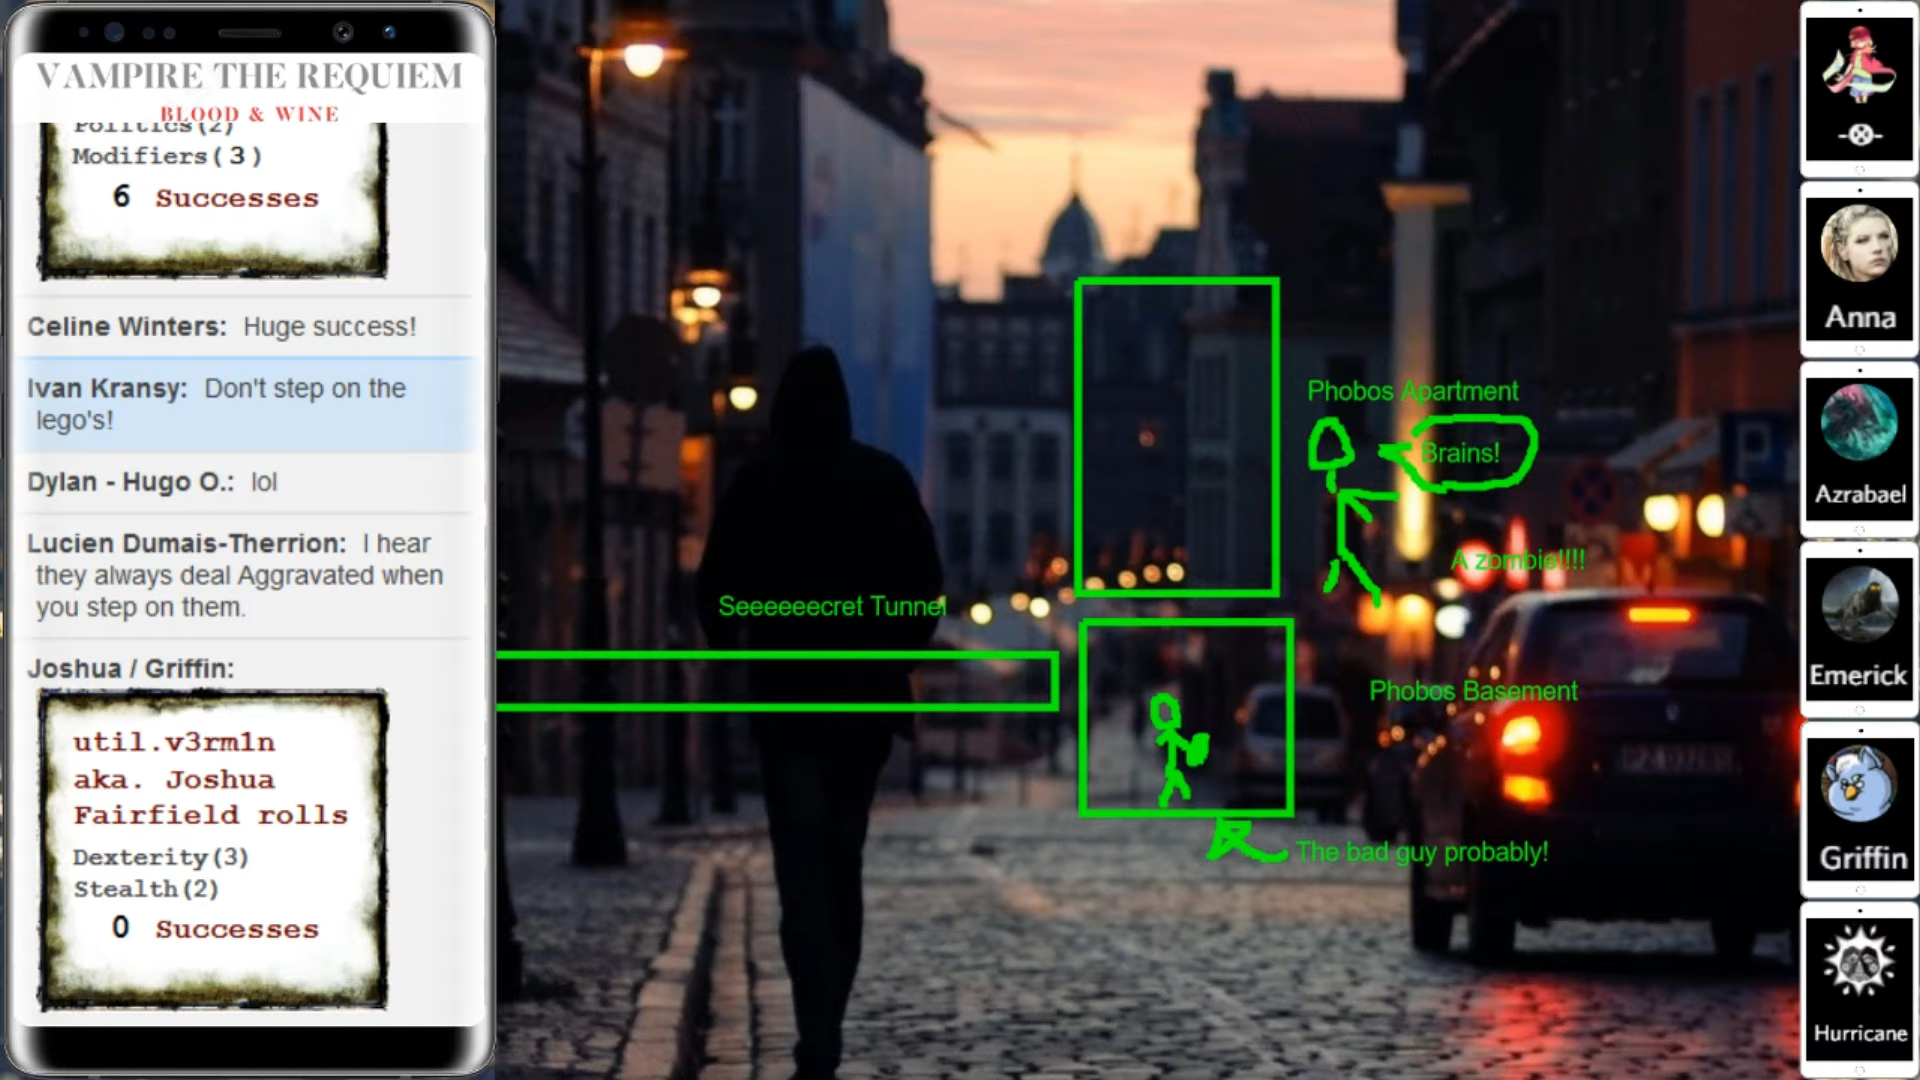 VAMPIRE THE REQUIEM
BLOOD & WINE
Politics(2)
Modifiers(3)
6 Successes
Celine Winters: Huge success!
Ivan Kransy: Don't step on the
lego's!
Dylan - Hugo O.: lol
Lucien Dumais-Therrion: I hear
they always deal Aggravated when
you step on them.
Joshua / Griffin:
util.v3rm1n
aka. Joshua
Fairfield rolls
Dexterity(3)
Stealth(2)
0 Successes
Phobos Apartment
Brains!
A zombie!!!!
Seeeeeecret Tunnel
Phobos Basement
The bad guy probably!
P
Anna
Azrabael
Emerick
Griffin
Hurricane